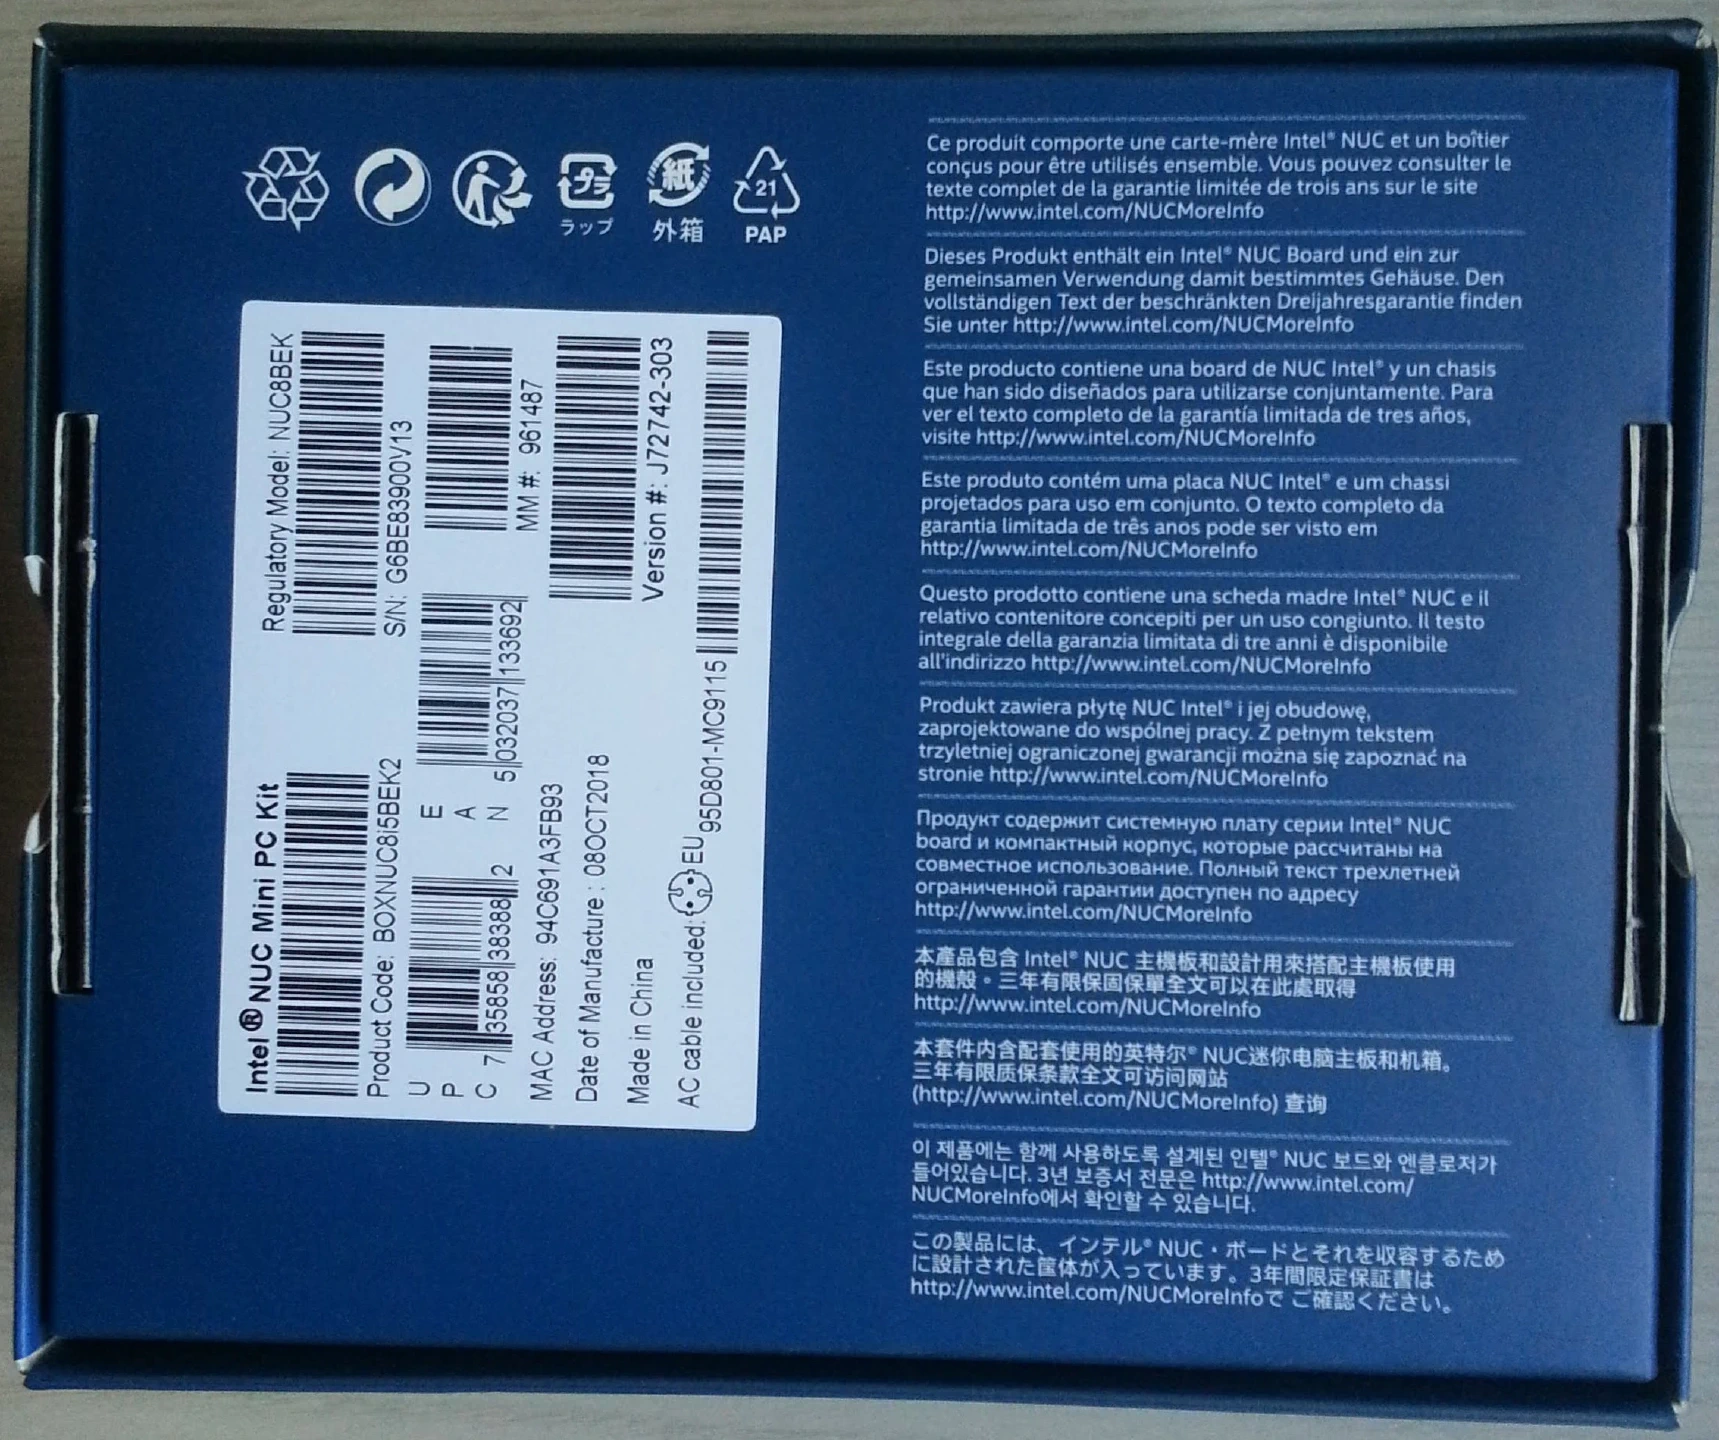 ラップ
外箱
21
PAP
紙
プラ
Intel® NUC Mini PC Kit
Regulatory Model: NUC8BEK
Product Code: BOXNUC8i5BEK2
S/N: G6BE83900V13
U
P
C
7 35858 38388 2
E
A
N
5 032037 133692
MM #: 961487
MAC Address: 94C691A3FB93
Date of Manufacture : 08OCT2018
Version #: J72742-303
Made in China
AC cable included: EU
95D801-MC9115
Ce produit comporte une carte-mère Intel® NUC et un boîtier
conçus pour être utilisés ensemble. Vous pouvez consulter le
texte complet de la garantie limitée de trois ans sur le site
http://www.intel.com/NUCMoreInfo
Dieses Produkt enthält ein Intel® NUC Board und ein zur
gemeinsamen Verwendung damit bestimmtes Gehäuse. Den
vollständigen Text der beschränkten Dreijahresgarantie finden
Sie unter http://www.intel.com/NUCMoreInfo
Este producto contiene una board de NUC Intel® y un chasis
que han sido diseñados para utilizarse conjuntamente. Para
ver el texto completo de la garantía limitada de tres años,
visite http://www.intel.com/NUCMoreInfo
Este produto contém uma placa NUC Intel® e um chassi
projetados para uso em conjunto. O texto completo da
garantia limitada de três anos pode ser visto em
http://www.intel.com/NUCMoreInfo
Questo prodotto contiene una scheda madre Intel® NUC e il
relativo contenitore concepiti per un uso congiunto. Il testo
integrale della garanzia limitata di tre anni è disponibile
all'indirizzo http://www.intel.com/NUCMoreInfo
Produkt zawiera płytę NUC Intel® i jej obudowę,
zaprojektowane do wspólnej pracy. Z pełnym tekstem
trzyletniej ograniczonej gwarancji można się zapoznać na
stronie http://www.intel.com/NUCMoreInfo
Продукт содержит системную плату серии Intel® NUC
board и компактный корпус, которые рассчитаны на
совместное использование. Полный текст трехлетней
ограниченной гарантии доступен по адресу
http://www.intel.com/NUCMoreInfo
本產品包含 Intel® NUC 主機板和設計用來搭配主機板使用
的機殼。三年有限保固保單全文可以在此處取得
http://www.intel.com/NUCMoreInfo
本套件内含配套使用的英特尔® NUC迷你电脑主板和机箱。
三年有限质保条款全文可访问网站
(http://www.intel.com/NUCMoreInfo) 查询
이 제품에는 함께 사용하도록 설계된 인텔® NUC 보드와 엔클로저가
들어있습니다. 3년 보증서 전문은 http://www.intel.com/
NUCMoreInfo에서 확인할 수 있습니다.
この製品には、インテル® NUC・ボードとそれを収容するため
に設計された筐体が入っています。3年間限定保証書は
http://www.intel.com/NUCMoreInfoで ご確認ください。